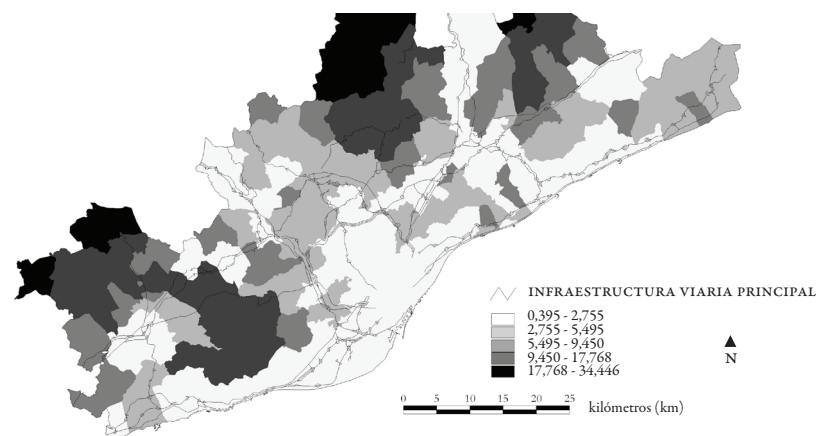 INFRAESTRUCTURA VIARIA PRINCIPAL
0,395 - 2,755
2,755 - 5,495
5,495 - 9,450
9,450 - 17,768
17,768 - 34,446
N
0 5 10 15 20 25
kilómetros (km)